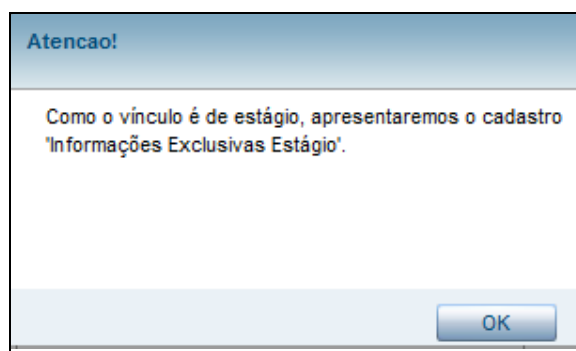 Atencao!
Como o vínculo é de estágio, apresentaremos o cadastro
'Informações Exclusivas Estágio'.
OK